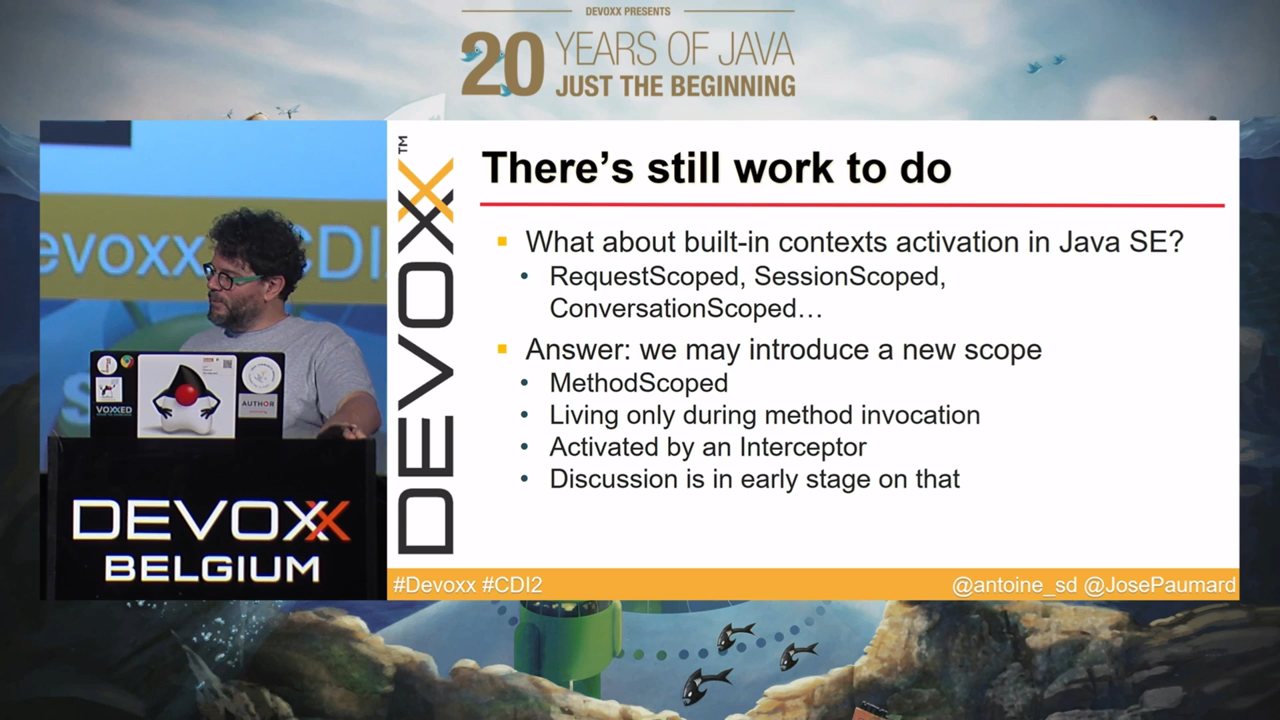 DEVOXX PRESENTS
20 YEARS OF JAVA
JUST THE BEGINNING
evoxx CDI
VOXXED
AUTHOR
DEVOXX
BELGIUM
DEVOXX™
There's still work to do
What about built-in contexts activation in Java SE?
RequestScoped, SessionScoped,
ConversationScoped…
Answer: we may introduce a new scope
MethodScoped
Living only during method invocation
Activated by an Interceptor
Discussion is in early stage on that
#Devoxx #CDI2
@antoine_sd @JosePaumard